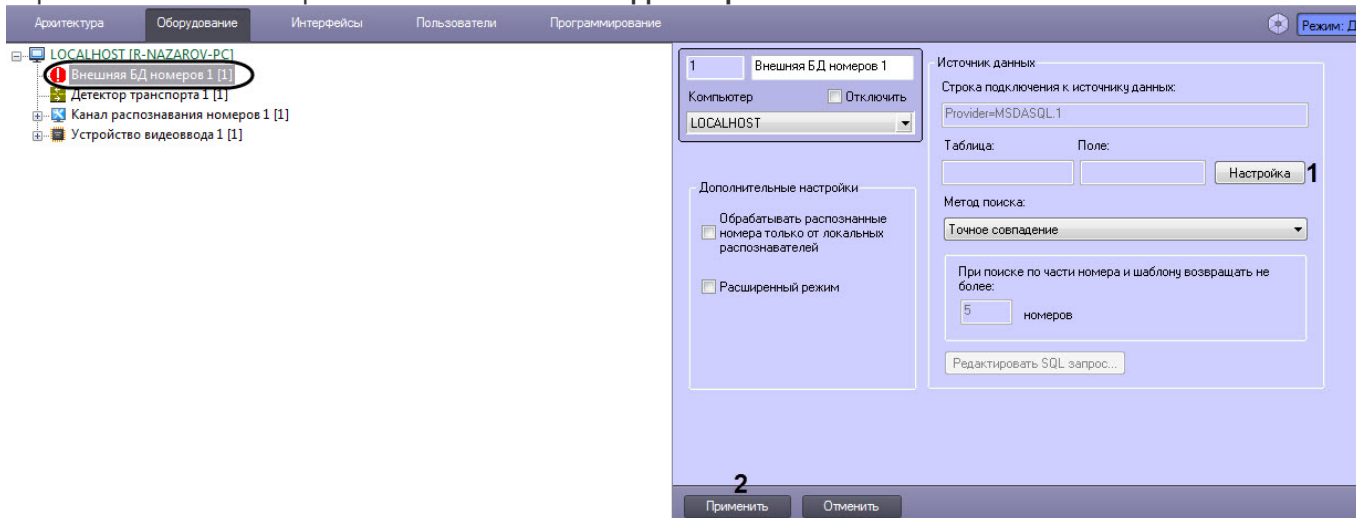 Архитектура Оборудование Интерфейсы Пользователи Программирование Режим: Д
LOCALHOST [R-NAZAROV-PC]
Внешняя БД номеров 1 [1]
Детектор транспорта 1 [1]
Канал распознавания номеров 1 [1]
Устройство видеоввода 1 [1]
1 Внешняя БД номеров 1
Компьютер Отключить
LOCALHOST
Дополнительные настройки
Обрабатывать распознанные
номера только от локальных
распознавателей
Расширенный режим
Источник данных
Строка подключения к источнику данных:
Provider=MSDASQL.1
Таблица: Поле:
Настройка 1
Метод поиска:
Точное совпадение
При поиске по части номера и шаблону возвращать не
более:
5 номеров
Редактировать SQL запрос...
2
Применить Отменить